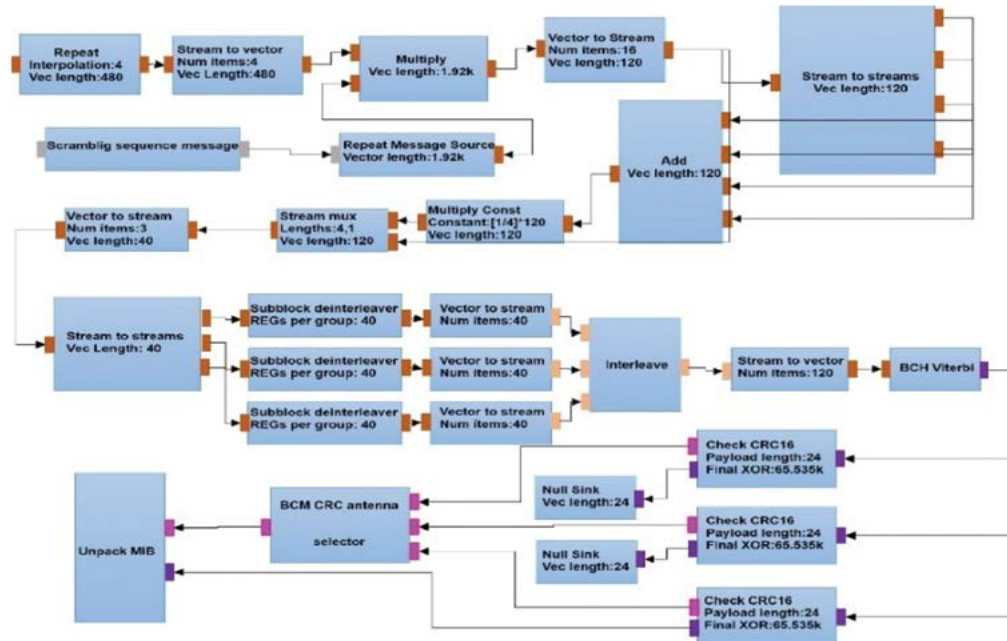 Repeat
Interpolation:4
Vec length:480
Stream to vector
Num items:4
Vec Length:480
Multiply
Vec length:1.92k
Vector to Stream
Num items:16
Vec length:120
Stream to streams
Vec length:120
Scramblig sequence message
Repeat Message Source
Vector length:1.92k
Add
Vec length:120
Vector to stream
Num items:3
Vec length:40
Stream mux
Lengths:4,1
Vec length:120
Multiply Const
Constant:[1/4]*120
Vec length:120
Stream to streams
Vec Length: 40
Subblock deinterleaver
REGs per group: 40
Vector to stream
Num items:40
Subblock deinterleaver
REGs per group: 40
Vector to stream
Num items:40
Subblock deinterleaver
REGs per group: 40
Vector to stream
Num items:40
Interleave
Stream to vector
Num items:120
BCH Viterbi
Check CRC16
Payload length:24
Final XOR:65.535k
Null Sink
Vec length:24
BCM CRC antenna
selector
Unpack MIB
Check CRC16
Payload length:24
Final XOR:65.535k
Null Sink
Vec length:24
Check CRC16
Payload length:24
Final XOR:65.535k